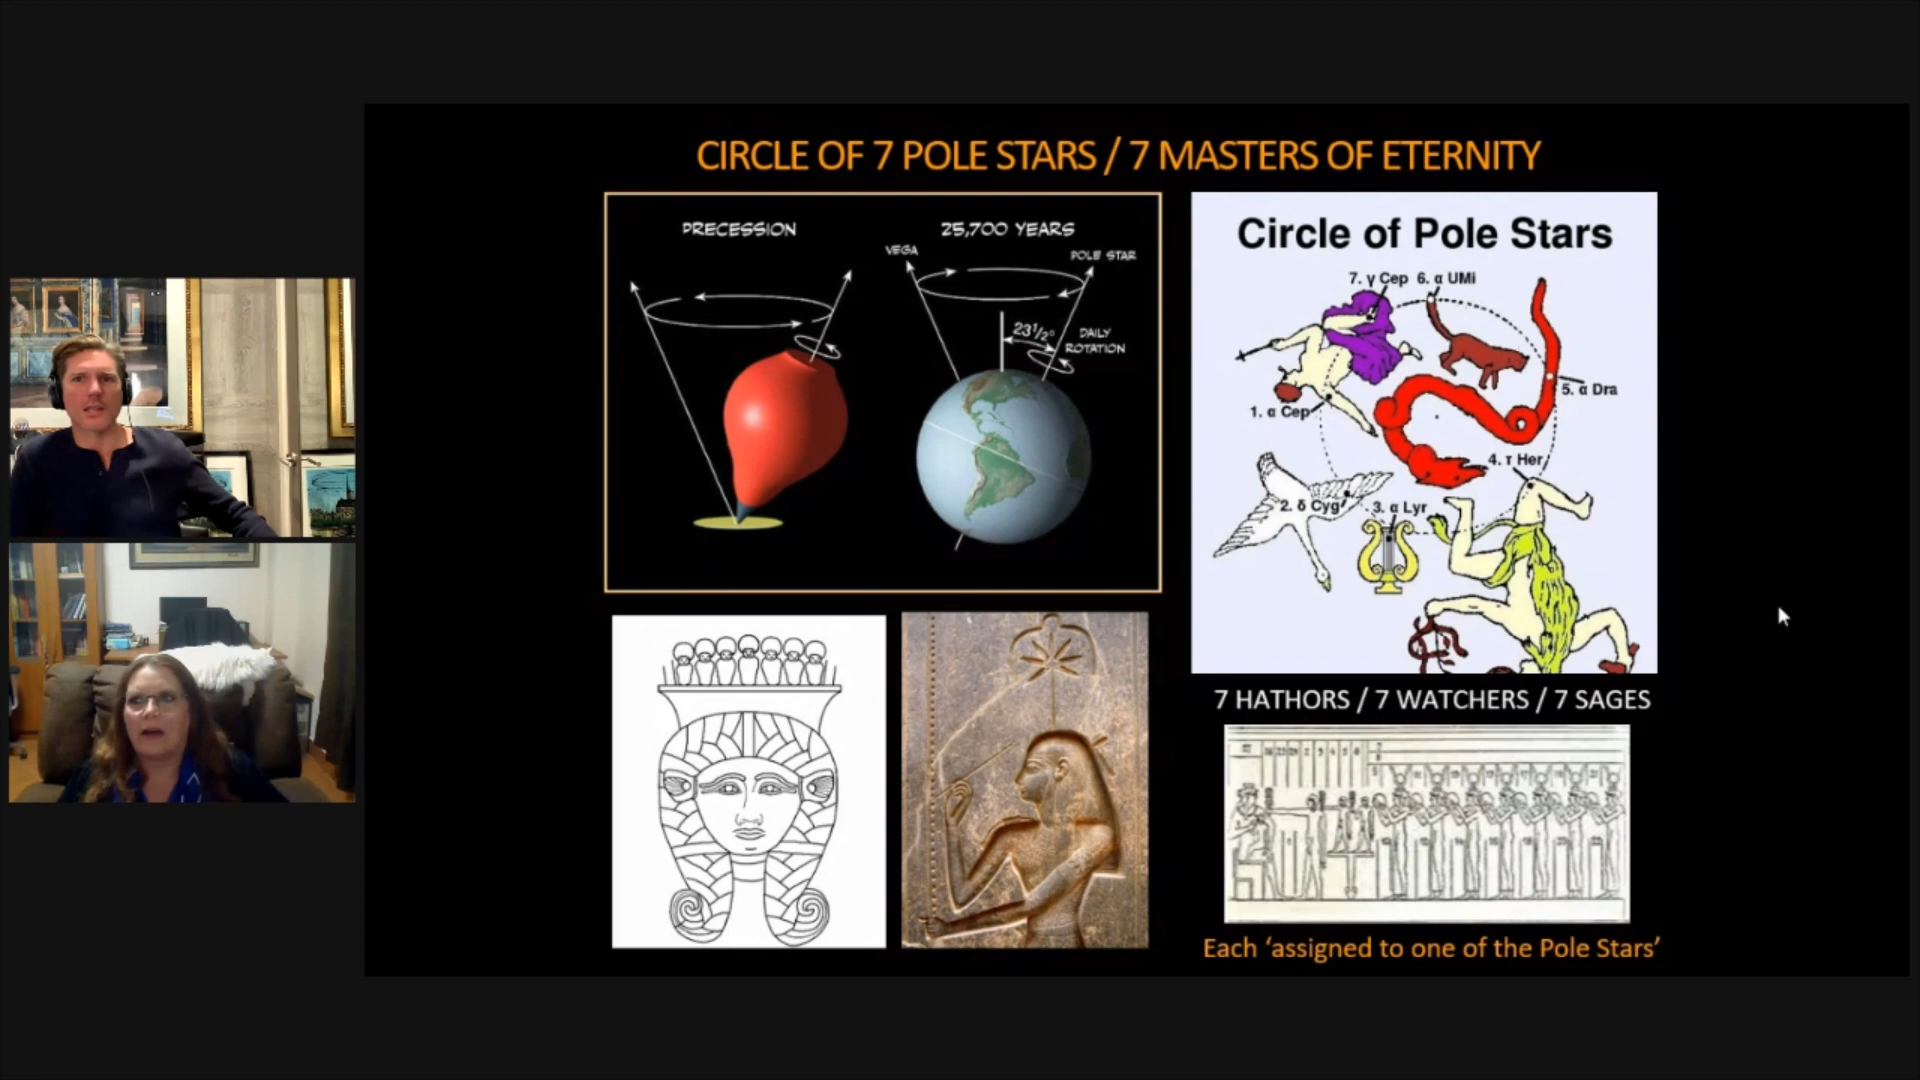 CIRCLE OF 7 POLE STARS / 7 MASTERS OF ETERNITY
PRECESSION
25,700 YEARS
VEGA
POLE STAR
23½°
DAILY
ROTATION
Circle of Pole Stars
7. γ Cep 6. α UMi
5. α Dra
1. α Cep
4. τ Her
2. δ Cyg
3. α Lyr
7 HATHORS / 7 WATCHERS / 7 SAGES
Each ‘assigned to one of the Pole Stars’